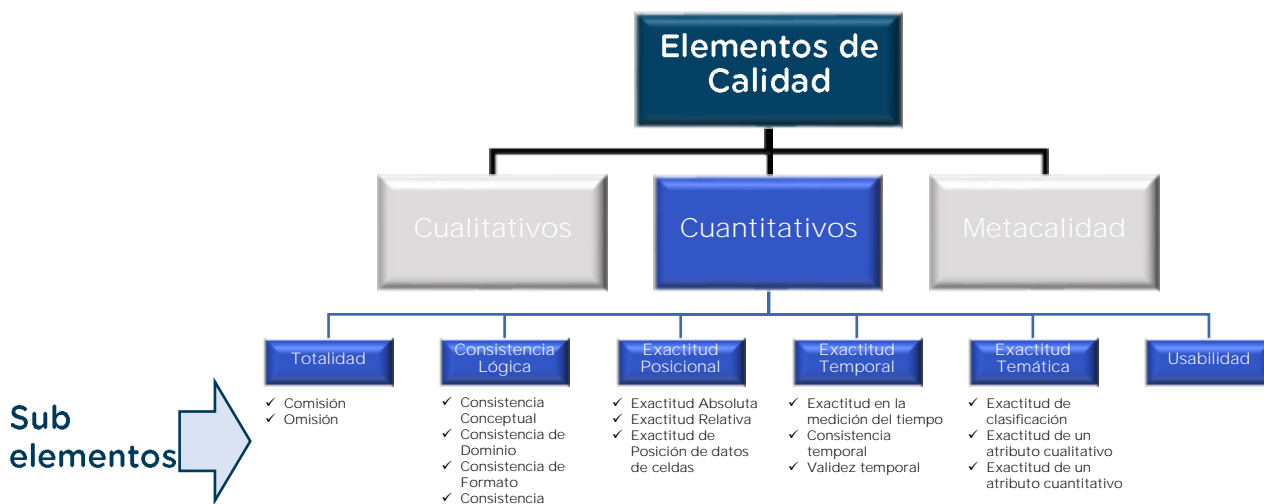 Elementos de
Calidad
Cualitativos
Cuantitativos
Metacalidad
Totalidad
Consistencia
Lógica
Exactitud
Posicional
Exactitud
Temporal
Exactitud
Temática
Usabilidad
Sub
elementos
✓ Comisión
✓ Omisión
✓ Consistencia
Conceptual
✓ Consistencia de
Dominio
✓ Consistencia de
Formato
✓ Consistencia
✓ Exactitud Absoluta
✓ Exactitud Relativa
✓ Exactitud de
Posición de datos
de celdas
✓ Exactitud en la
medición del tiempo
✓ Consistencia
temporal
✓ Validez temporal
✓ Exactitud de
clasificación
✓ Exactitud de un
atributo cualitativo
✓ Exactitud de un
atributo cuantitativo